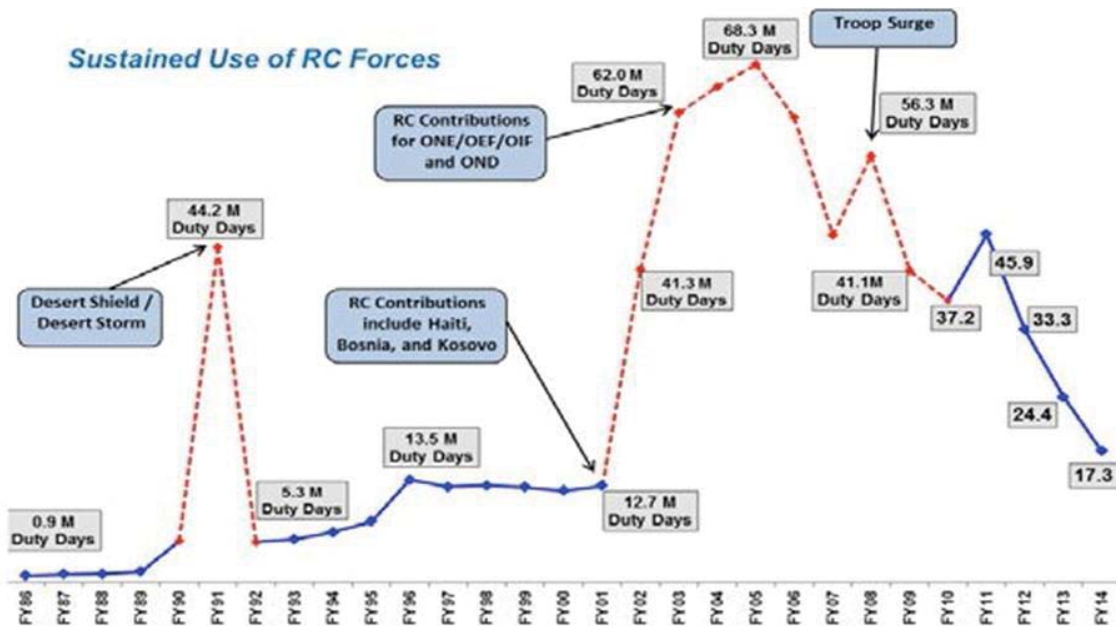 Sustained Use of RC Forces
Troop Surge
68.3 M
Duty Days
62.0 M
Duty Days
56.3 M
Duty Days
RC Contributions
for ONE/OEF/OIF
and OND
44.2 M
Duty Days
Desert Shield /
Desert Storm
RC Contributions
include Haiti,
Bosnia, and Kosovo
41.3 M
Duty Days
41.1M
Duty Days
45.9
37.2
33.3
24.4
17.3
13.5 M
Duty Days
5.3 M
Duty Days
12.7 M
Duty Days
0.9 M
Duty Days
FY86
FY87
FY88
FY89
FY90
FY91
FY92
FY93
FY94
FY95
FY96
FY97
FY98
FY99
FY00
FY01
FY02
FY03
FY04
FY05
FY06
FY07
FY08
FY09
FY10
FY11
FY12
FY13
FY14